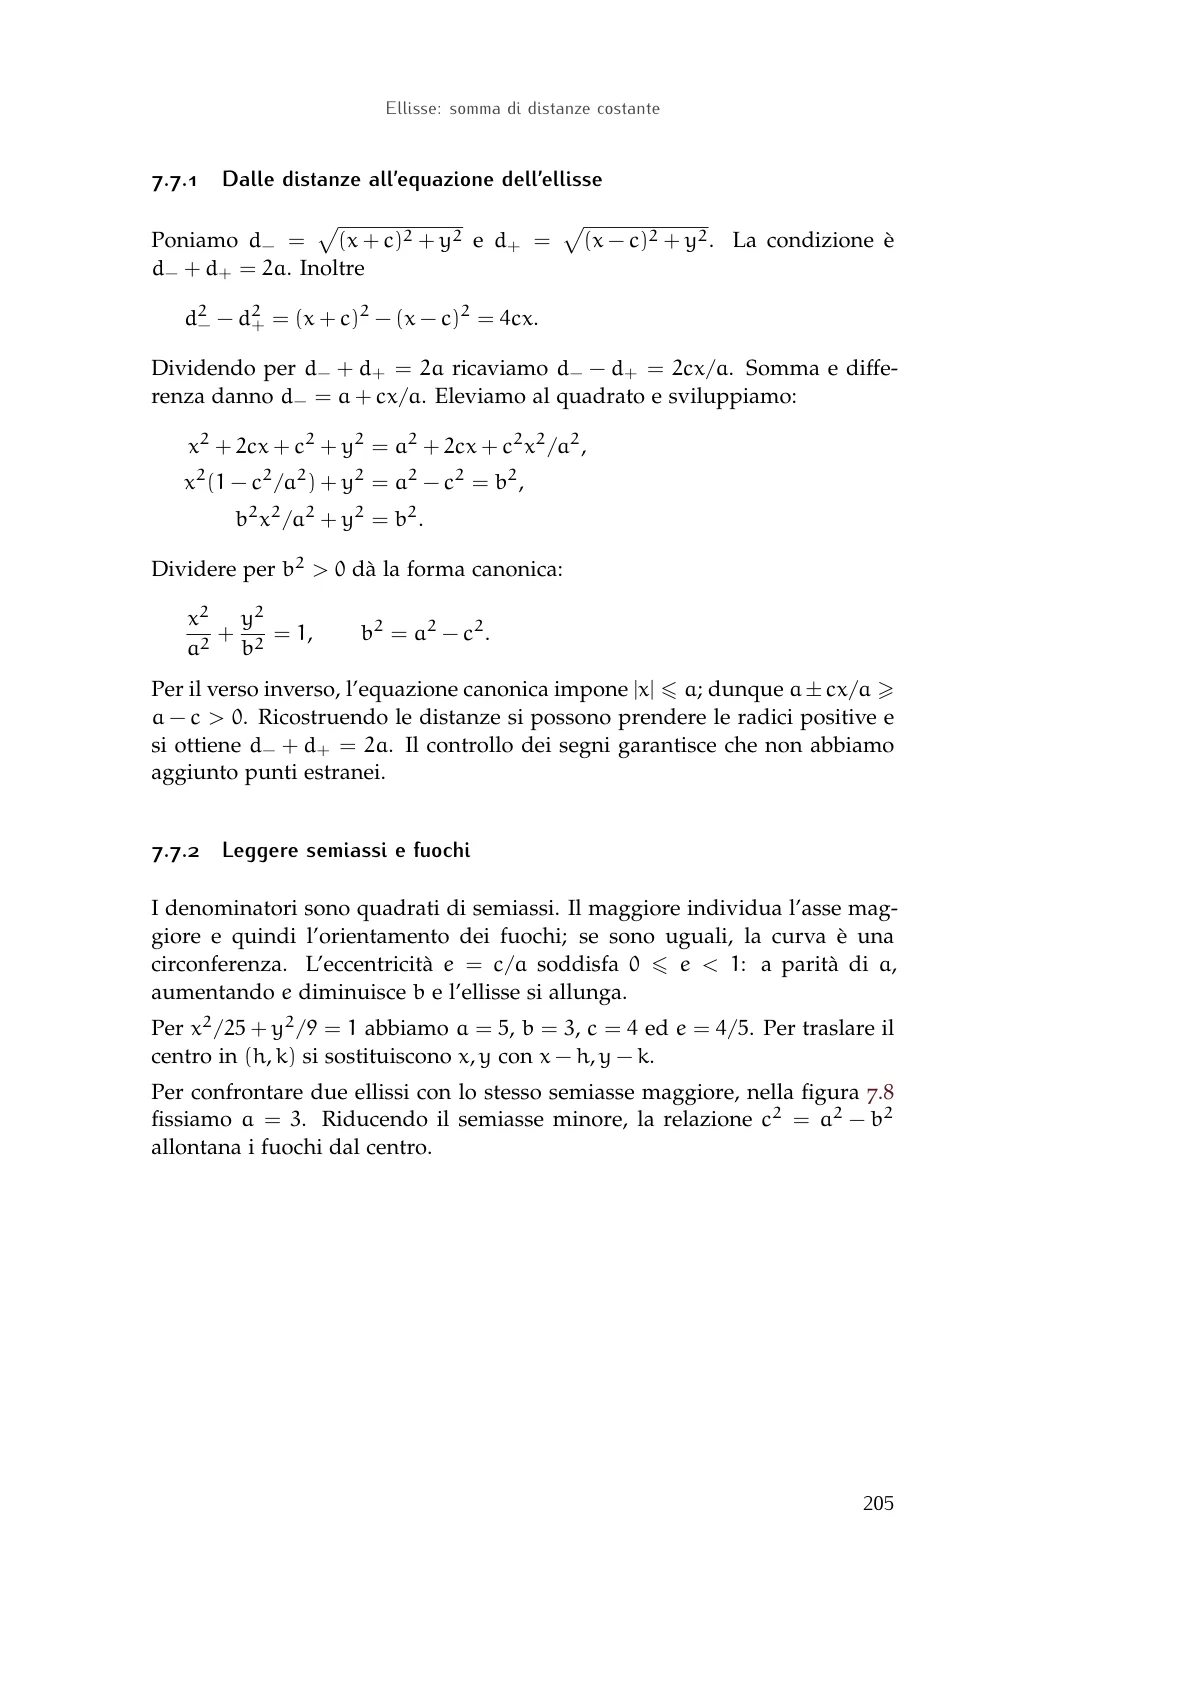 Ellisse: somma di distanze costante
7.7.1 Dalle distanze all'equazione dell'ellisse
Poniamo d₋ = √((x + c)² + y²) e d₊ = √((x − c)² + y²). La condizione è
d₋ + d₊ = 2a. Inoltre
d₋² − d₊² = (x + c)² − (x − c)² = 4cx.
Dividendo per d₋ + d₊ = 2a ricaviamo d₋ − d₊ = 2cx/a. Somma e diffe-
renza danno d₋ = a + cx/a. Eleviamo al quadrato e sviluppiamo:
x² + 2cx + c² + y² = a² + 2cx + c²x²/a²,
x²(1 − c²/a²) + y² = a² − c² = b²,
b²x²/a² + y² = b².
Dividere per b² > 0 dà la forma canonica:
x²/a² + y²/b² = 1, b² = a² − c².
Per il verso inverso, l'equazione canonica impone |x| ⩽ a; dunque a ± cx/a ⩾
a − c > 0. Ricostruendo le distanze si possono prendere le radici positive e
si ottiene d₋ + d₊ = 2a. Il controllo dei segni garantisce che non abbiamo
aggiunto punti estranei.
7.7.2 Leggere semiassi e fuochi
I denominatori sono quadrati di semiassi. Il maggiore individua l'asse mag-
giore e quindi l'orientamento dei fuochi; se sono uguali, la curva è una
circonferenza. L'eccentricità e = c/a soddisfa 0 ⩽ e < 1: a parità di a,
aumentando e diminuisce b e l'ellisse si allunga.
Per x²/25 + y²/9 = 1 abbiamo a = 5, b = 3, c = 4 ed e = 4/5. Per traslare il
centro in (h, k) si sostituiscono x, y con x − h, y − k.
Per confrontare due ellissi con lo stesso semiasse maggiore, nella figura 7.8
fissiamo a = 3. Riducendo il semiasse minore, la relazione c² = a² − b²
allontana i fuochi dal centro.
205